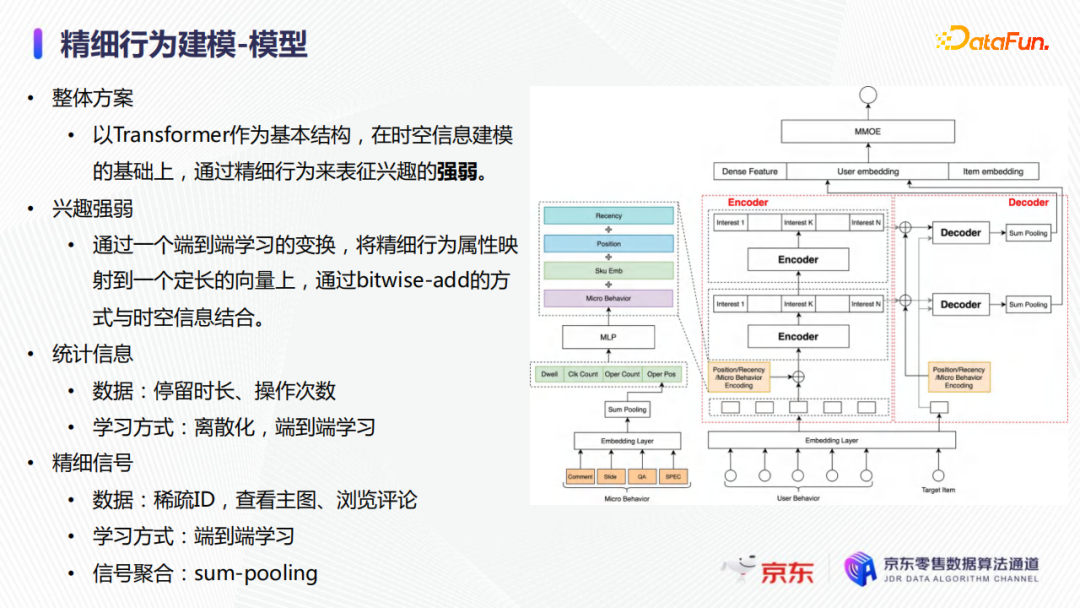 精细行为建模-模型
DataFun.
• 整体方案
• 以Transformer作为基本结构，在时空信息建模
的基础上，通过精细行为来表征兴趣的强弱。
• 兴趣强弱
• 通过一个端到端学习的变换，将精细行为属性映
射到一个定长的向量上，通过bitwise-add的方
式与时空信息结合。
• 统计信息
• 数据：停留时长、操作次数
• 学习方式：离散化，端到端学习
• 精细信号
• 数据：稀疏ID，查看主图、浏览评论
• 学习方式：端到端学习
• 信号聚合：sum-pooling
MMOE
Dense Feature User embedding Item embedding
Encoder Decoder
Recency
Position
Sku Emb
Micro Behavior
MLP
Dwell Clk Count Oper Count Oper Pos
Sum Pooling
Embedding Layer
Comment Slide QA SPEC
Micro Behavior
Interest 1 Interest K Interest N
Encoder
Decoder Sum Pooling
Interest 1 Interest K Interest N
Encoder
Decoder Sum Pooling
Position/Recency
/Micro Behavior
Encoding
Position/Recency
/Micro Behavior
Encoding
Embedding Layer
User Behavior
Target Item
京东
京东零售数据算法通道
JDR DATA ALGORITHM CHANNEL